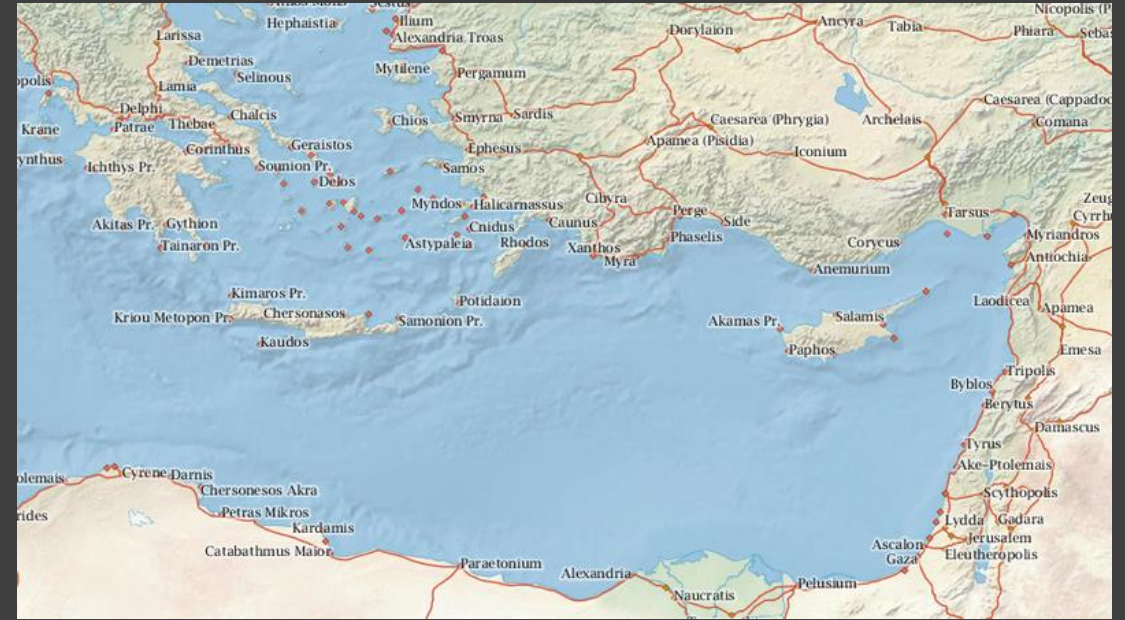 Hephaistia
Ilium
Alexandria Troas
Larissa
Dorylaion
Ancyra
Tabia
Phiara
Demetrias
Selinous
Mytilene
Pergamum
Lamia
Delphi
Chalcis
Sardis
Caesarea (Phrygia)
Archelais
Comana
Krane
Patrae
Thebae
Chios
Smyrna
Corinthus
Geraistos
Ephesus
Apamea (Pisidia)
Iconium
Ichthys Pr.
Sounion Pr.
Samos
Delos
Cibyra
Myndos
Halicarnassus
Perge
Side
Tarsus
Akitas Pr.
Gythion
Cnidus
Caunus
Phaselis
Myriandros
Tainaron Pr.
Astypaleia
Rhodos
Xanthos
Corycus
Antiochia
Myra
Anemurium
Kimaros Pr.
Potidaion
Laodicea
Apamea
Kriou Metopon Pr.
Chersonasos
Samonion Pr.
Akamas Pr.
Salamis
Kaudos
Paphos
Emesa
Tripolis
Byblos
Berytus
Damascus
Tyrus
Cyrene
Darnis
Ake-Ptolemais
Chersonesos Akra
Scythopolis
Petras Mikros
Kardamis
Lydda
Gadara
Catabathmus Maior
Ascalon
Jerusalem
Gaza
Eleutheropolis
Paraetonium
Alexandria
Pelusium
Naucratis